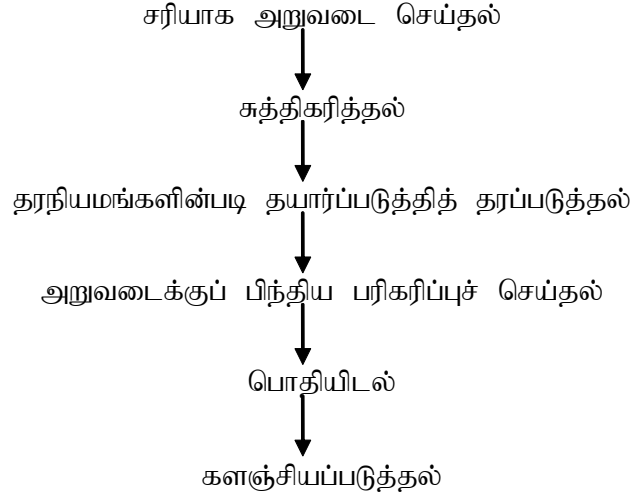 சரியாக அறுவடை செய்தல்
சுத்திகரித்தல்
தரநியமங்களின்படி தயார்ப்படுத்தித் தரப்படுத்தல்
அறுவடைக்குப் பிந்திய பரிகரிப்புச் செய்தல்
பொதியிடல்
களஞ்சியப்படுத்தல்